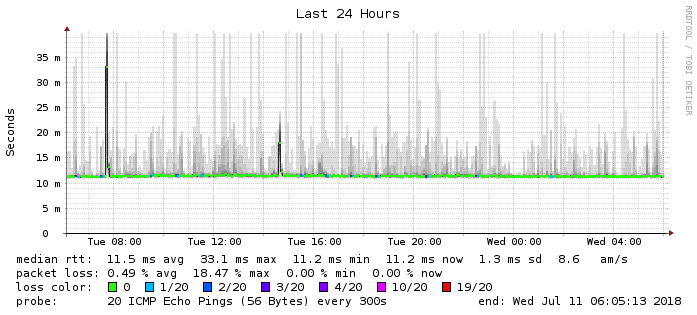 Last 24 Hours
RRDTOOL / TOBI OETIKER
Seconds
35 m
30 m
25 m
20 m
15 m
10 m
5 m
0
Tue 08:00 Tue 12:00 Tue 16:00 Tue 20:00 Wed 00:00 Wed 04:00
median rtt: 11.5 ms avg 33.1 ms max 11.2 ms min 11.2 ms now 1.3 ms sd 8.6 am/s
packet loss: 0.49 % avg 18.47 % max 0.00 % min 0.00 % now
loss color: 0 1/20 2/20 3/20 4/20 10/20 19/20
probe: 20 ICMP Echo Pings (56 Bytes) every 300s end: Wed Jul 11 06:05:13 2018